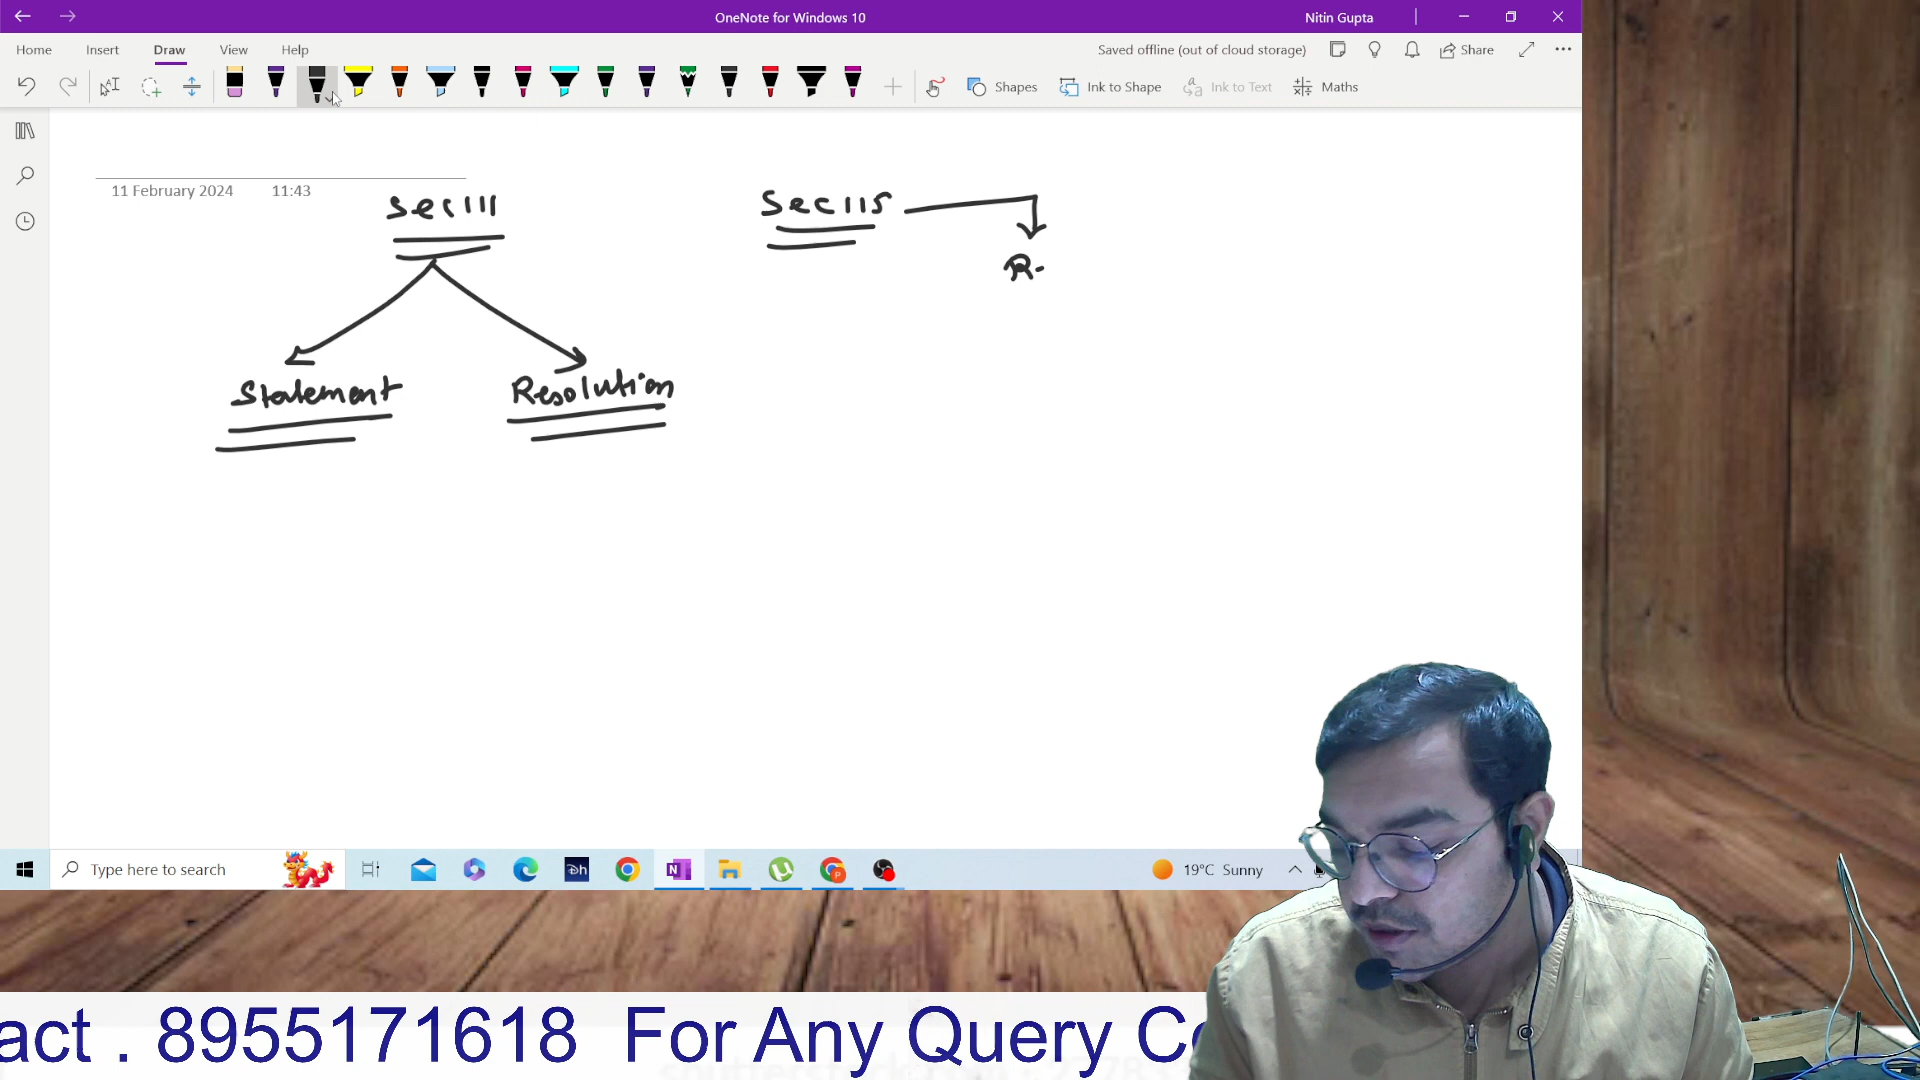 OneNote for Windows 10
Nitin Gupta
Home Insert Draw View Help
Saved offline (out of cloud storage)
Share
Shapes
Ink to Shape
Ink to Text
Maths
11 February 2024 11:43
Sec 111
Sec 115
R.
Statement
Resolution
Type here to search
19°C Sunny
act . 8955171618 For Any Query Co